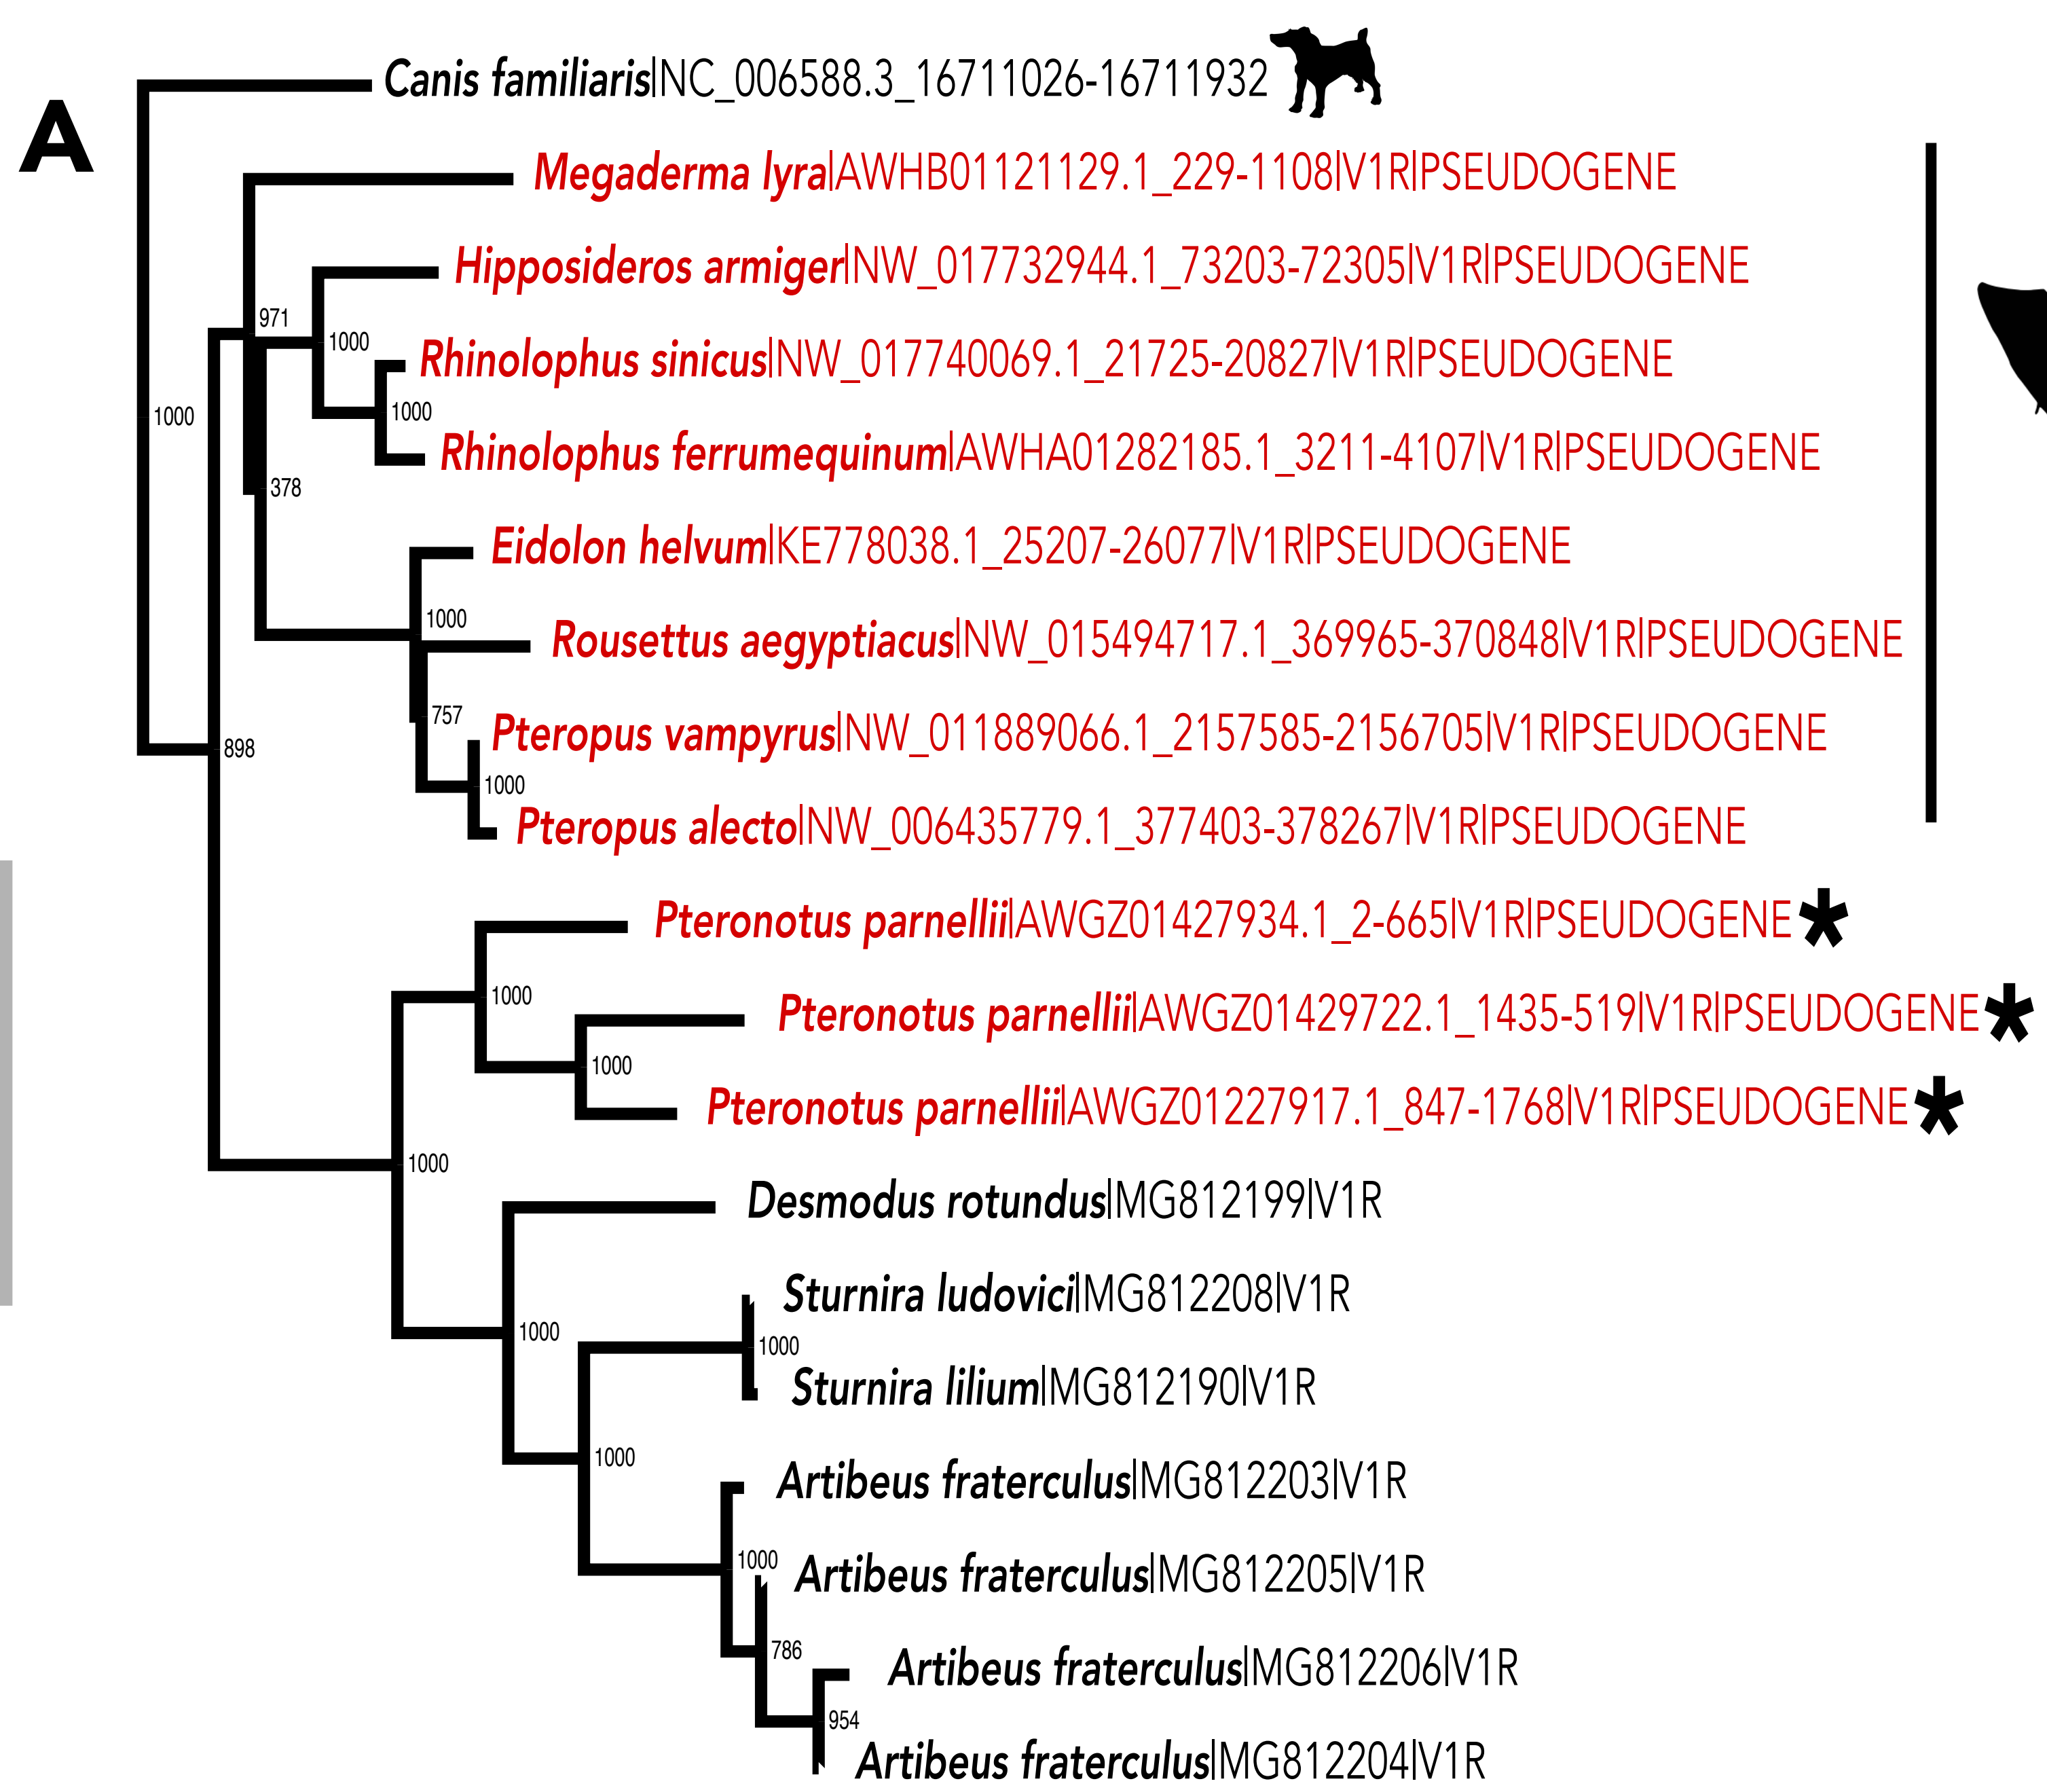 Canis familiaris|NC_006588.3_16711026-16711932
A
Megaderma lyra|AWHB01121129.1_229-1108|V1R|PSEUDOGENE
Hipposideros armiger|NW_017732944.1_73203-72305|V1R|PSEUDOGENE
971
1000
Rhinolophus sinicus|NW_017740069.1_21725-20827|V1R|PSEUDOGENE
1000
1000
Rhinolophus ferrumequinum|AWHA01282185.1_3211-4107|V1R|PSEUDOGENE
378
Eidolon helvum|KE778038.1_25207-26077|V1R|PSEUDOGENE
1000
Rousettus aegyptiacus|NW_015494717.1_369965-370848|V1R|PSEUDOGENE
757
Pteropus vampyrus|NW_011889066.1_2157585-2156705|V1R|PSEUDOGENE
898
1000
Pteropus alecto|NW_006435779.1_377403-378267|V1R|PSEUDOGENE
Pteronotus parnellii|AWGZ01427934.1_2-665|V1R|PSEUDOGENE*
1000
Pteronotus parnellii|AWGZ01429722.1_1435-519|V1R|PSEUDOGENE*
1000
Pteronotus parnellii|AWGZ01227917.1_847-1768|V1R|PSEUDOGENE*
1000
Desmodus rotundus|MG812199|V1R
Sturnira ludovici|MG812208|V1R
1000
1000
Sturnira lilium|MG812190|V1R
1000
Artibeus fraterculus|MG812203|V1R
1000
Artibeus fraterculus|MG812205|V1R
786
Artibeus fraterculus|MG812206|V1R
954
Artibeus fraterculus|MG812204|V1R